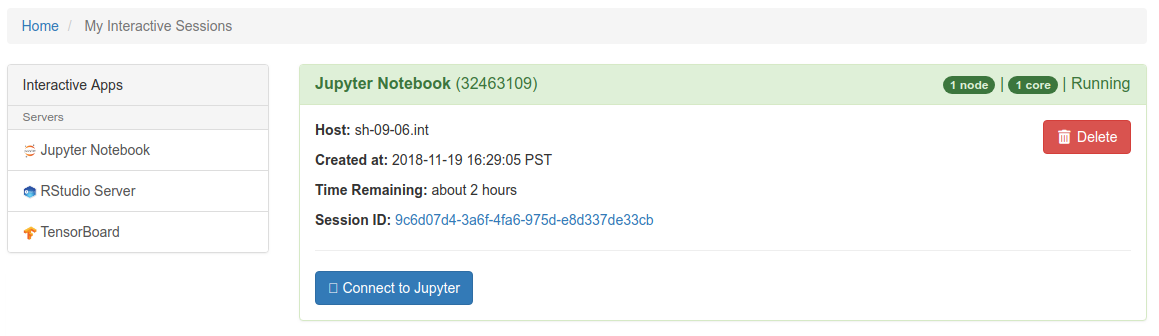 Home / My Interactive Sessions
Interactive Apps
Servers
Jupyter Notebook
RStudio Server
TensorBoard
Jupyter Notebook (32463109) 1 node | 1 core | Running
Host: sh-09-06.int
Delete
Created at: 2018-11-19 16:29:05 PST
Time Remaining: about 2 hours
Session ID: 9c6d07d4-3a6f-4fa6-975d-e8d337de33cb
Connect to Jupyter